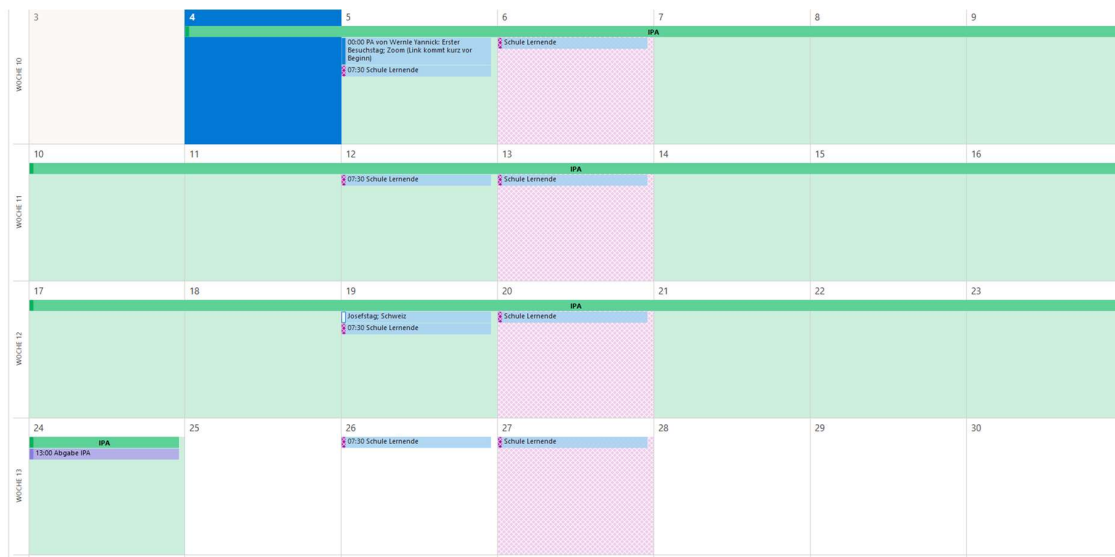 3 4 5 6 7 8 9
IPA
00:00 PA von Wernle Yannick: Erster
Besuchstag; Zoom (Link kommt kurz vor
Beginn)
Schule Lernende
07:30 Schule Lernende
WOCHE 10
10 11 12 13 14 15 16
IPA
07:30 Schule Lernende
Schule Lernende
WOCHE 11
17 18 19 20 21 22 23
IPA
Josefstag; Schweiz
Schule Lernende
07:30 Schule Lernende
WOCHE 12
24 25 26 27 28 29 30
IPA
07:30 Schule Lernende
Schule Lernende
13:00 Abgabe IPA
WOCHE 13